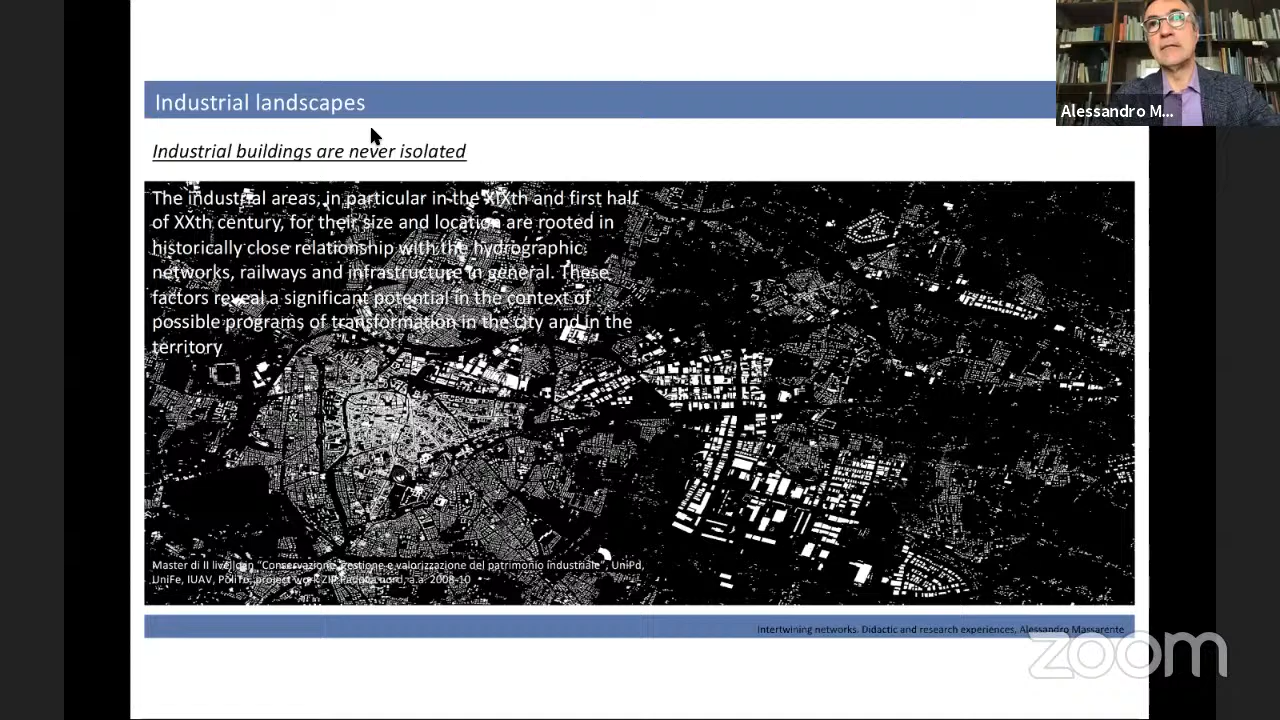 Industrial landscapes
Alessandro M...
Industrial buildings are never isolated
The industrial areas, in particular in the XIXth and first half
of XXth century, for their size and location are rooted in
historically close relationship with the hydrographic
networks, railways and infrastructure in general. These
factors reveal a significant potential in the context of
possible programs of transformation in the city and in the
territory
Master di II livello in "Conservazione, gestione e valorizzazione del patrimonio industriale", UniPd,
UniFe, IUAV, PoliTo, project work ZIP Padova nord, a.a. 2008-10
Intertwining networks. Didactic and research experiences, Alessandro Massarente
zoom